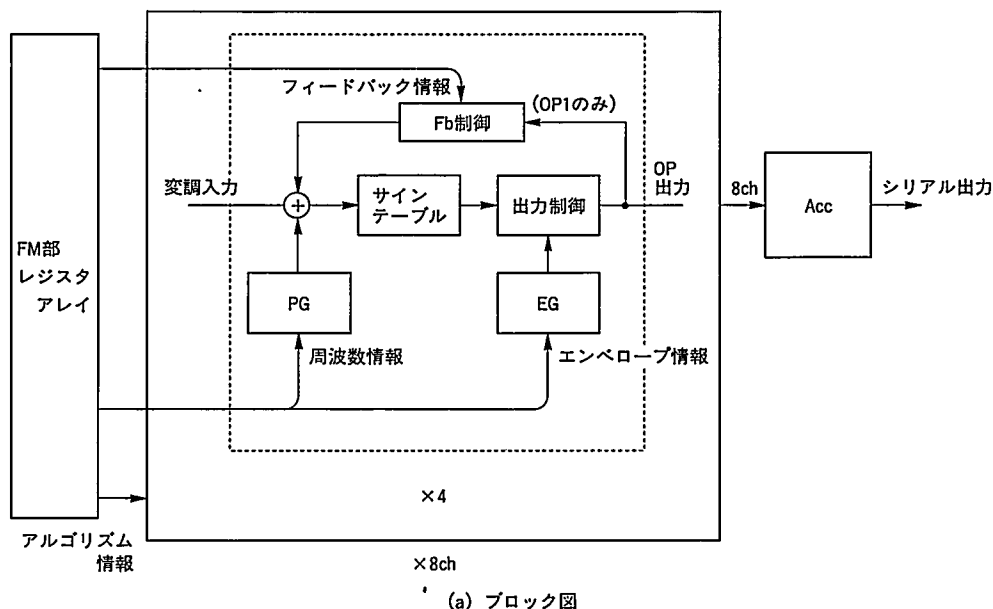 フィードバック情報
(OP1のみ)
Fb制御
変調入力
サイン
テーブル
出力制御
OP
出力
8ch
Acc
シリアル出力
FM部
レジスタ
アレイ
PG
EG
周波数情報
エンベロープ情報
×4
アルゴリズム
情報
×8ch
(a) ブロック図